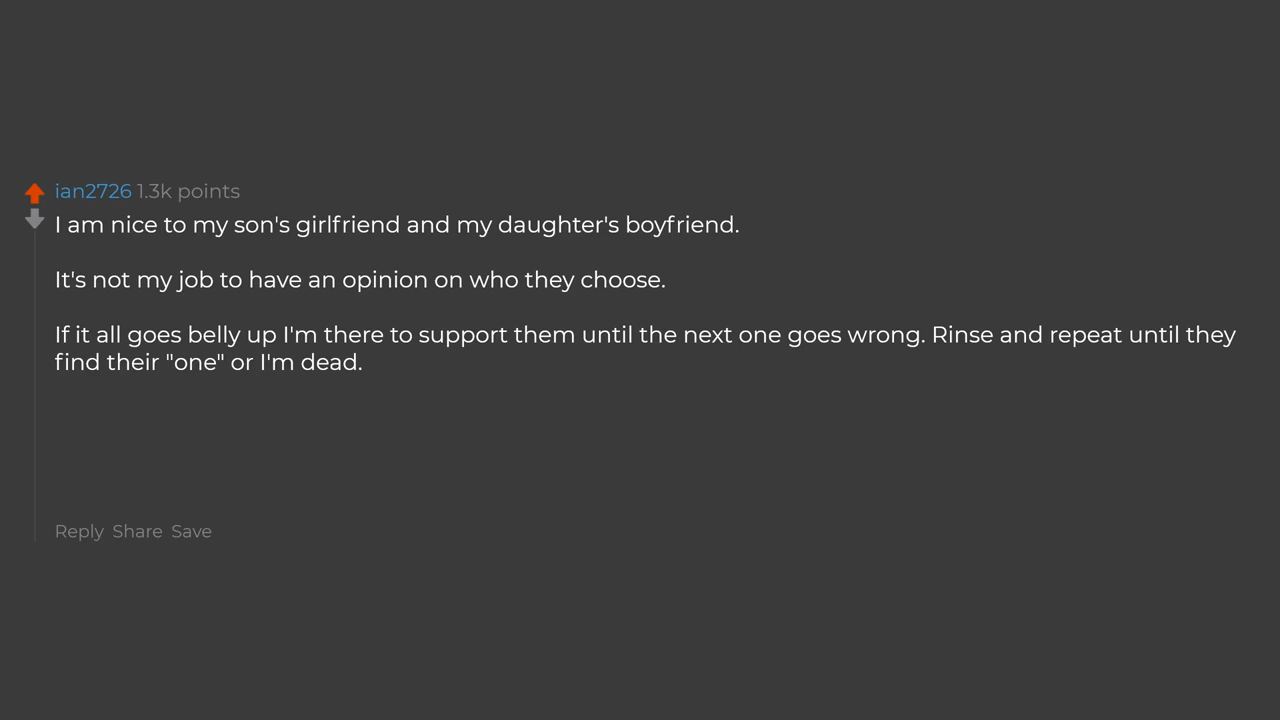 ian2726 1.3k points
I am nice to my son's girlfriend and my daughter's boyfriend.
It's not my job to have an opinion on who they choose.
If it all goes belly up I'm there to support them until the next one goes wrong. Rinse and repeat until they
find their "one" or I'm dead.
Reply Share Save